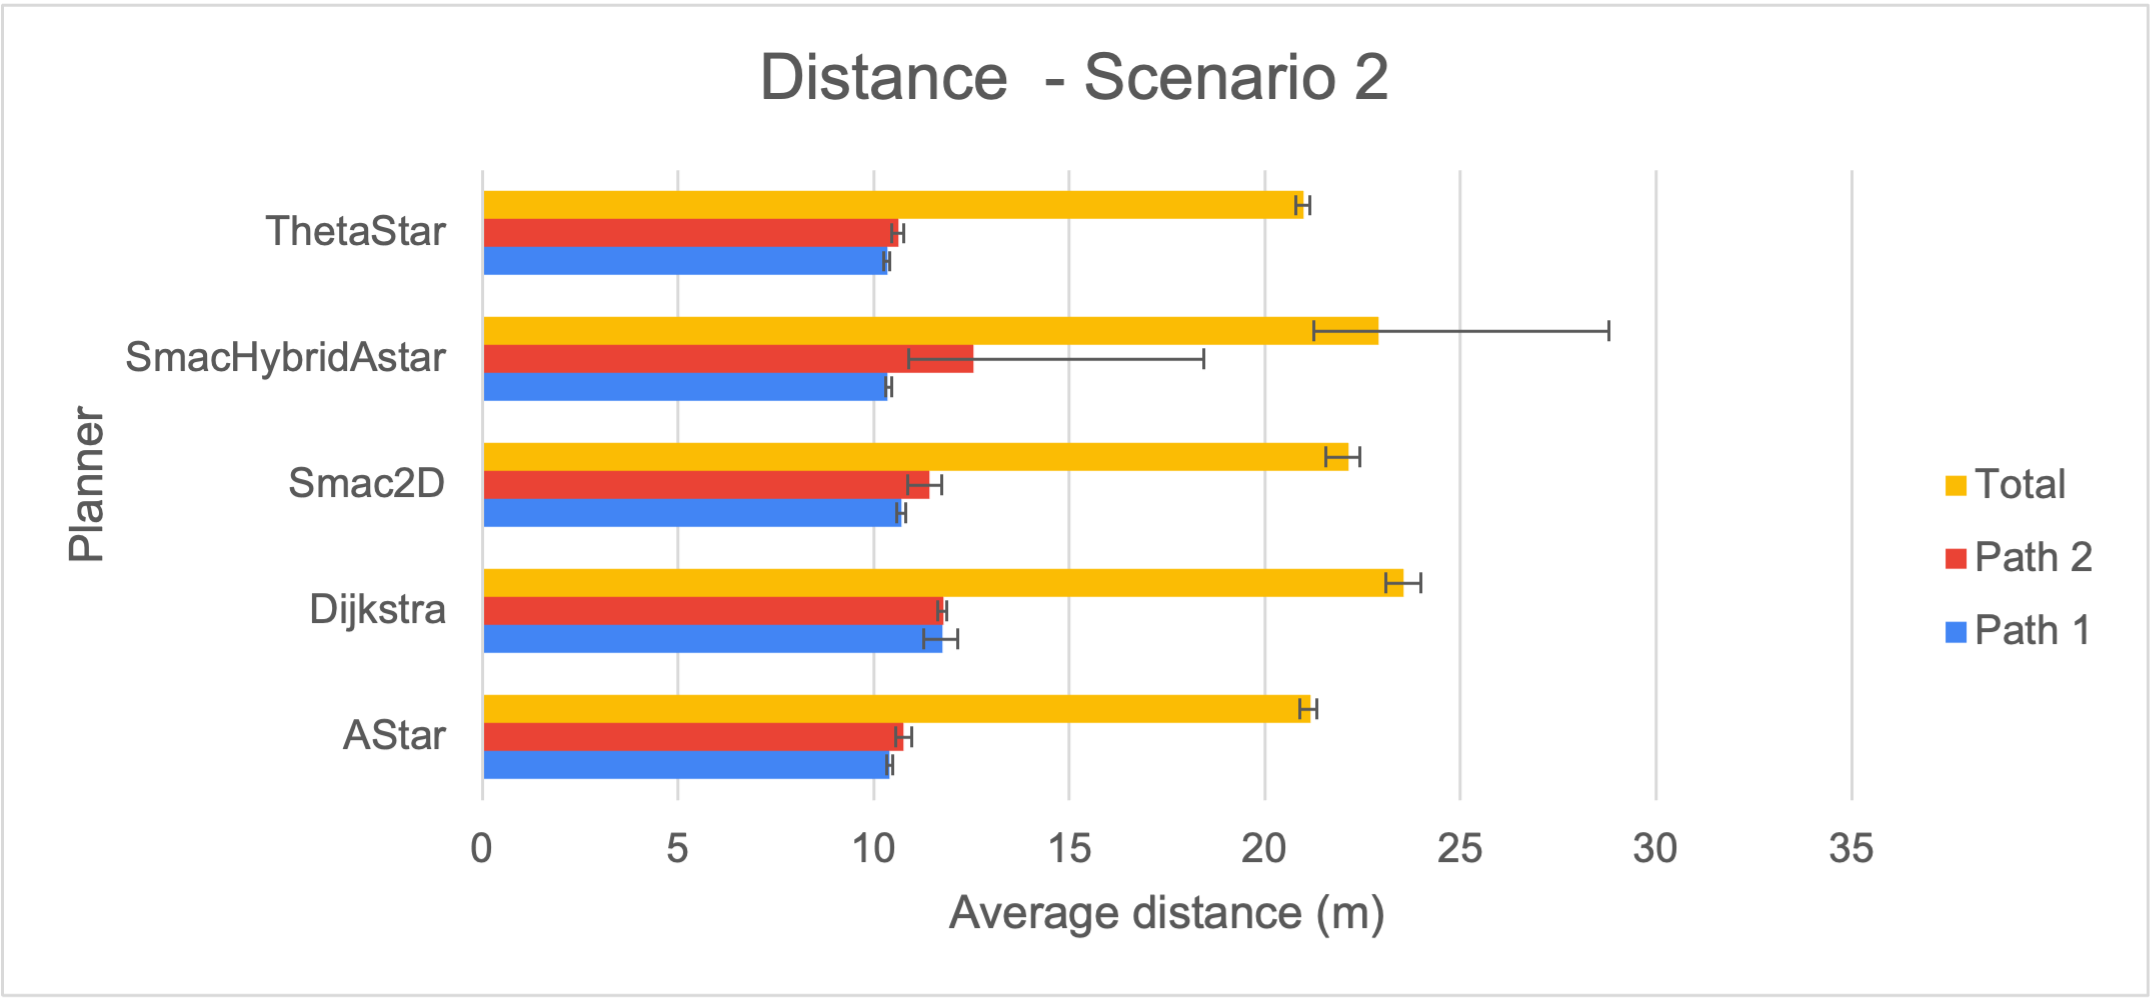 Distance  - Scenario 2
ThetaStar
SmacHybridAstar
Smac2D
Dijkstra
AStar
Planner
Total
Path 2
Path 1
0 5 10 15 20 25 30 35
Average distance (m)